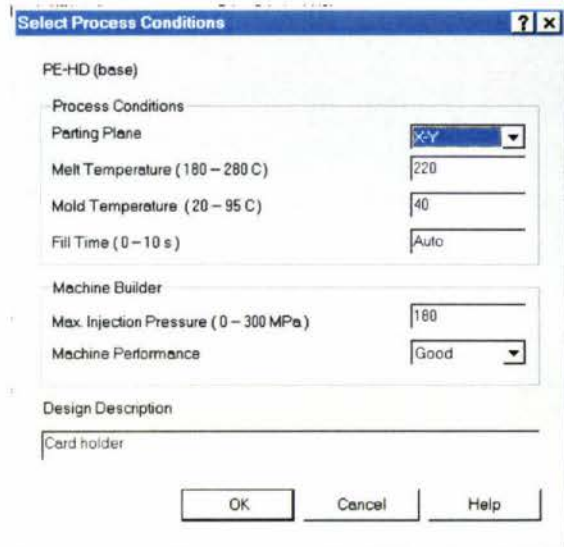 Select Process Conditions ? ×
PE-HD (base)
Process Conditions
Parting Plane X-Y
Melt Temperature (180 – 280 C) 220
Mold Temperature (20 – 95 C) 40
Fill Time (0 – 10 s) Auto
Machine Builder
Max. Injection Pressure (0 – 300 MPa) 180
Machine Performance Good
Design Description
Card holder
OK Cancel Help